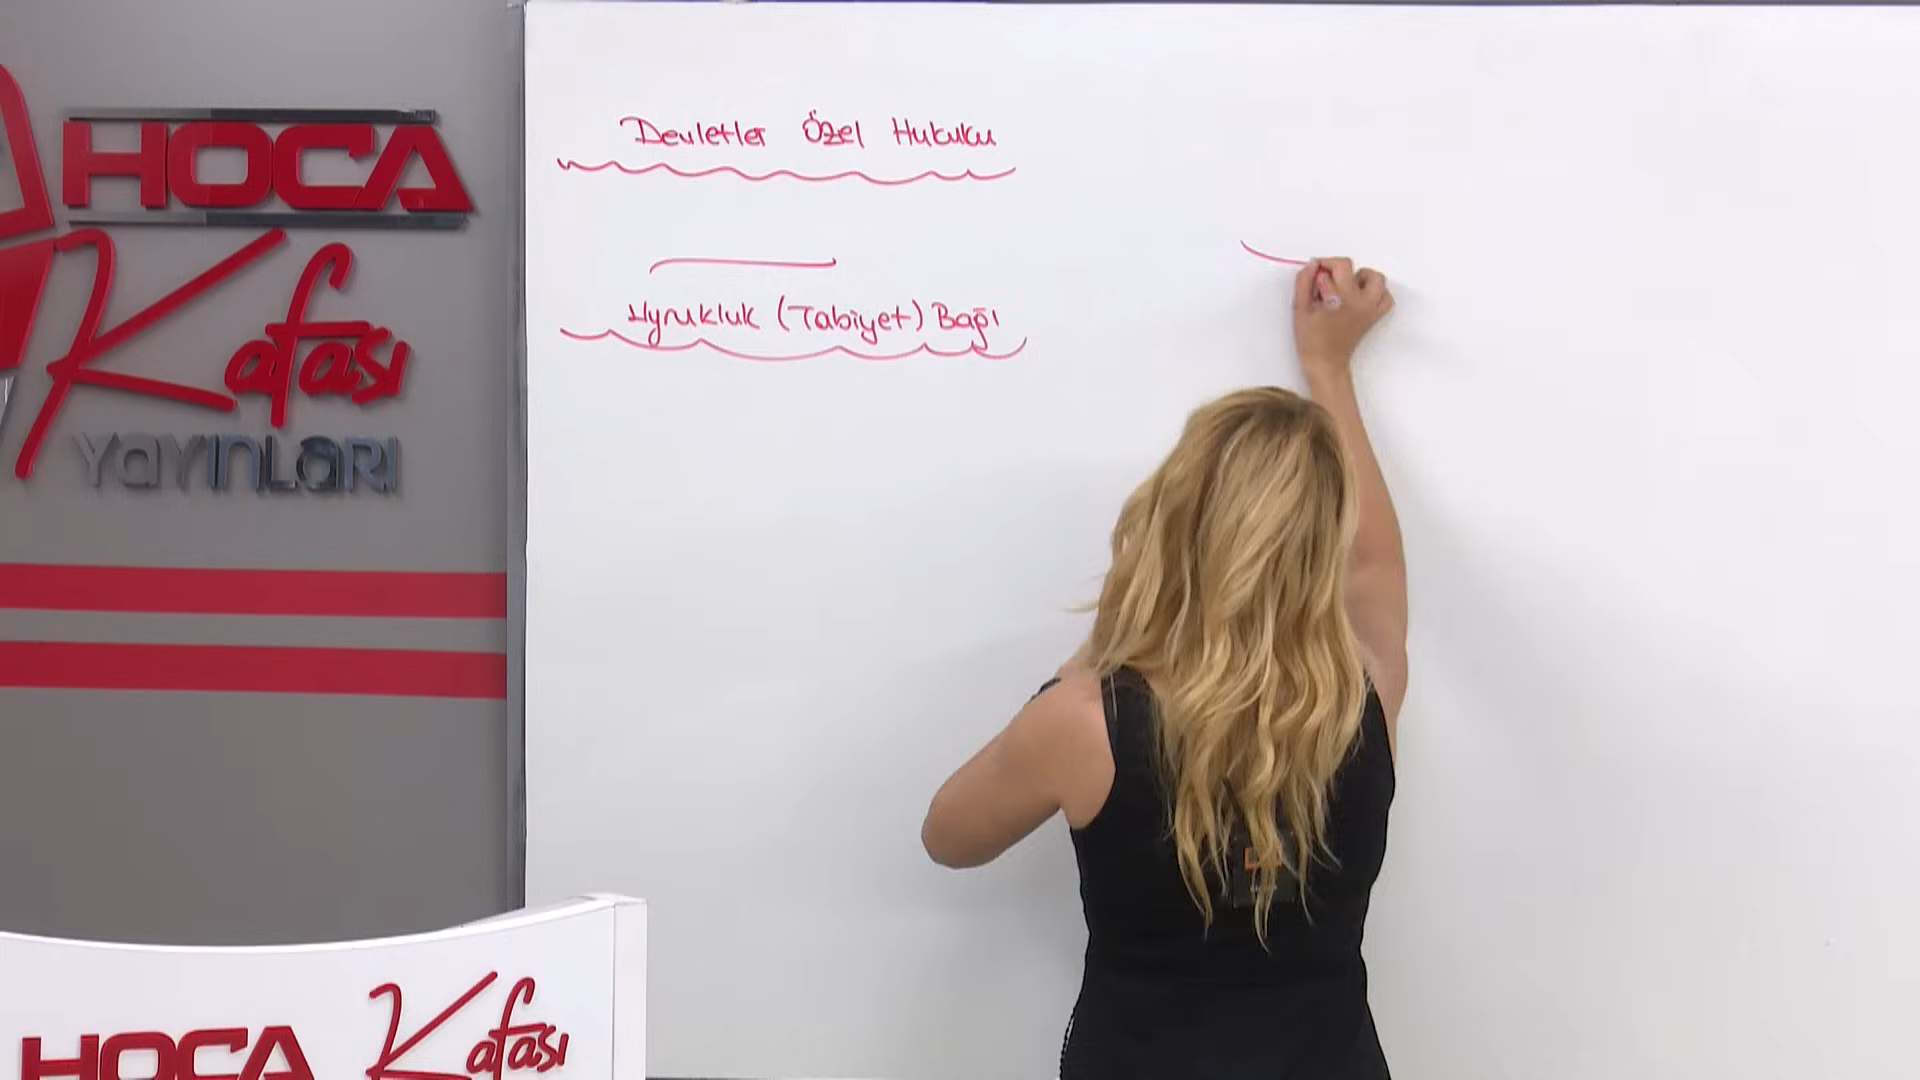 HOCA
Kafası
YAYINLARI
Devletler Özel Hukuku
Uyrukluk (Tabiyet) Bağı
HOCA Kafası